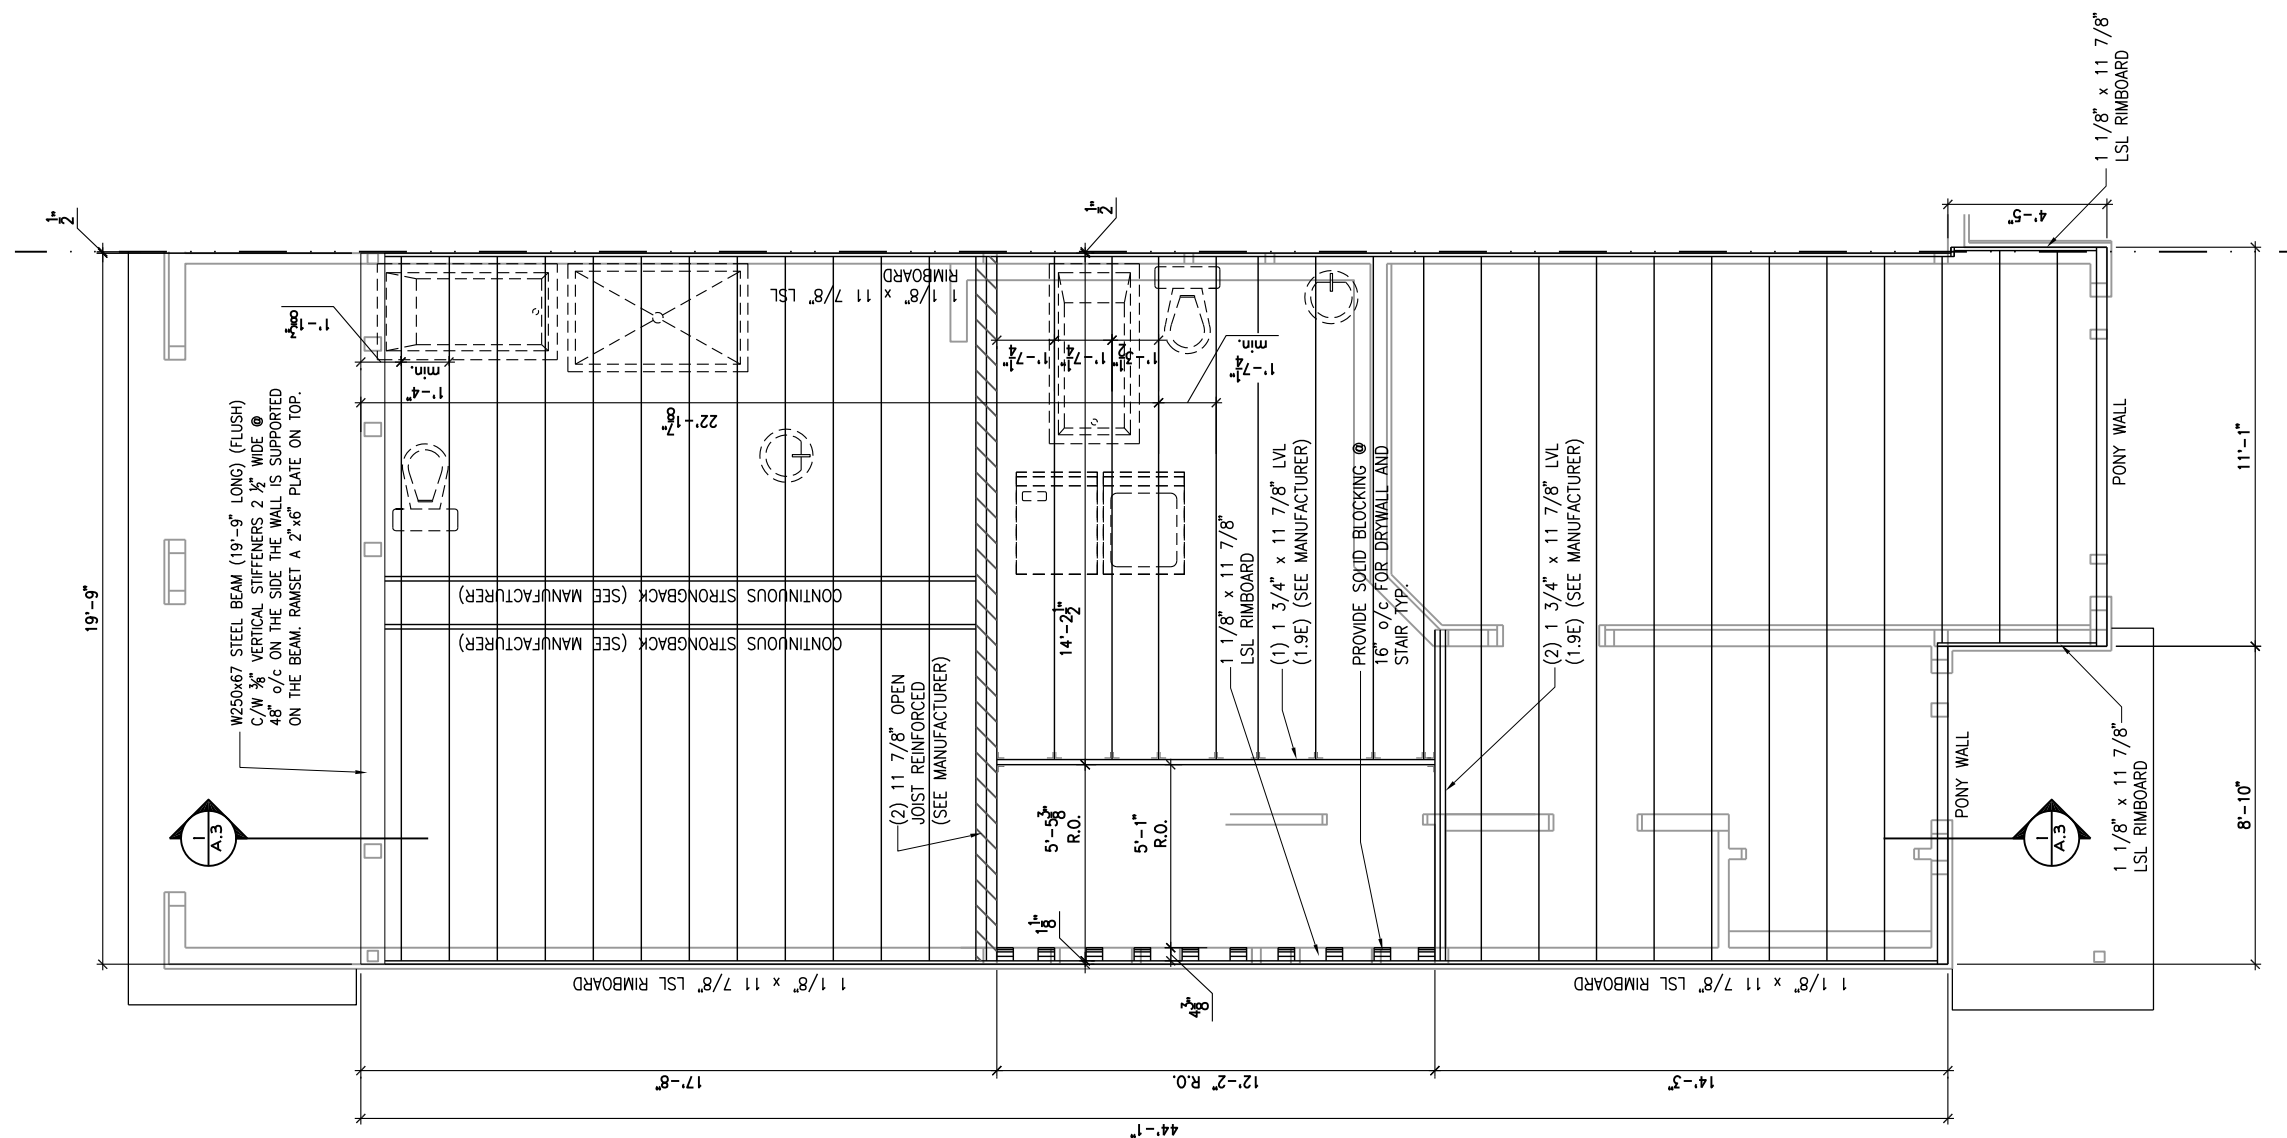 1/2"
19'-9"
W250x67 STEEL BEAM (19'-9" LONG) (FLUSH)
C/W 3/8" VERTICAL STIFFENERS 2 1/2" WIDE @
48" o/c ON THE SIDE THE WALL IS SUPPORTED
ON THE BEAM. RAMSET A 2"x6" PLATE ON TOP.
1
A.3
min.
1'-4"
1 1/8" x 11 7/8" LSL
RIMBOARD
22'-1 7/8"
CONTINUOUS STRONGBACK (SEE MANUFACTURER)
CONTINUOUS STRONGBACK (SEE MANUFACTURER)
(2) 11 7/8" OPEN
JOIST REINFORCED
(SEE MANUFACTURER)
1 1/8" x 11 7/8" LSL RIMBOARD
1/2"
1'-7 1/4"
1'-7 1/4"
1'-3 1/2"
1'-7 1/4"
min.
14'-2 1/2"
5'-5 3/8"
R.O.
5'-1"
R.O.
1 1/8"
4 3/8"
1 1/8" x 11 7/8"
LSL RIMBOARD
(1) 1 3/4" x 11 7/8" LVL
(1.9E) (SEE MANUFACTURER)
PROVIDE SOLID BLOCKING @
16" o/c FOR DRYWALL AND
STAIR TYP.
(2) 1 3/4" x 11 7/8" LVL
(1.9E) (SEE MANUFACTURER)
1 1/8" x 11 7/8" LSL RIMBOARD
PONY WALL
1
A.3
1 1/8" x 11 7/8"
LSL RIMBOARD
PONY WALL
4'-5"
1 1/8" x 11 7/8"
LSL RIMBOARD
11'-1"
8'-10"
17'-8"
12'-2" R.O.
14'-3"
44'-1"